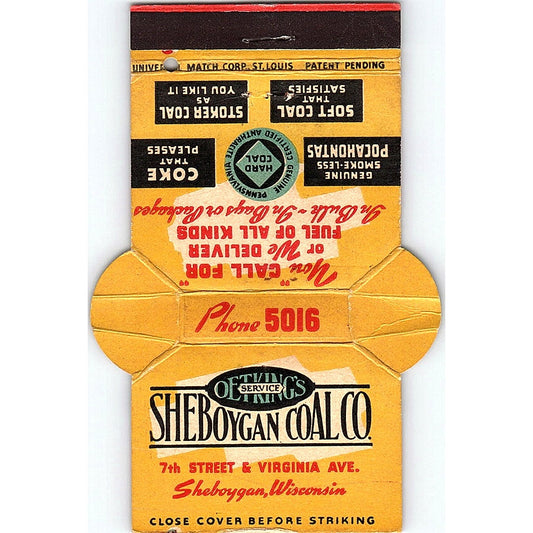 UNIVER MATCH CORP. ST. LOUIS PATENT PENDING
STOKER COAL
AS
YOU LIKE IT
SOFT COAL
THAT
SATISFIES
COKE
THAT
PLEASES
GENUINE PENNSYLVANIA CERTIFIED ANTHRACITE
HARD
COAL
GENUINE
SMOKE-LESS
POCAHONTAS
In Bulk - In Bags or Packages
"You" CALL FOR
OR We DELIVER
FUEL OF ALL KINDS
Phone 5016
OETKING'S
SERVICE
SHEBOYGAN COAL CO.
7th STREET & VIRGINIA AVE.
Sheboygan, Wisconsin
CLOSE COVER BEFORE STRIKING